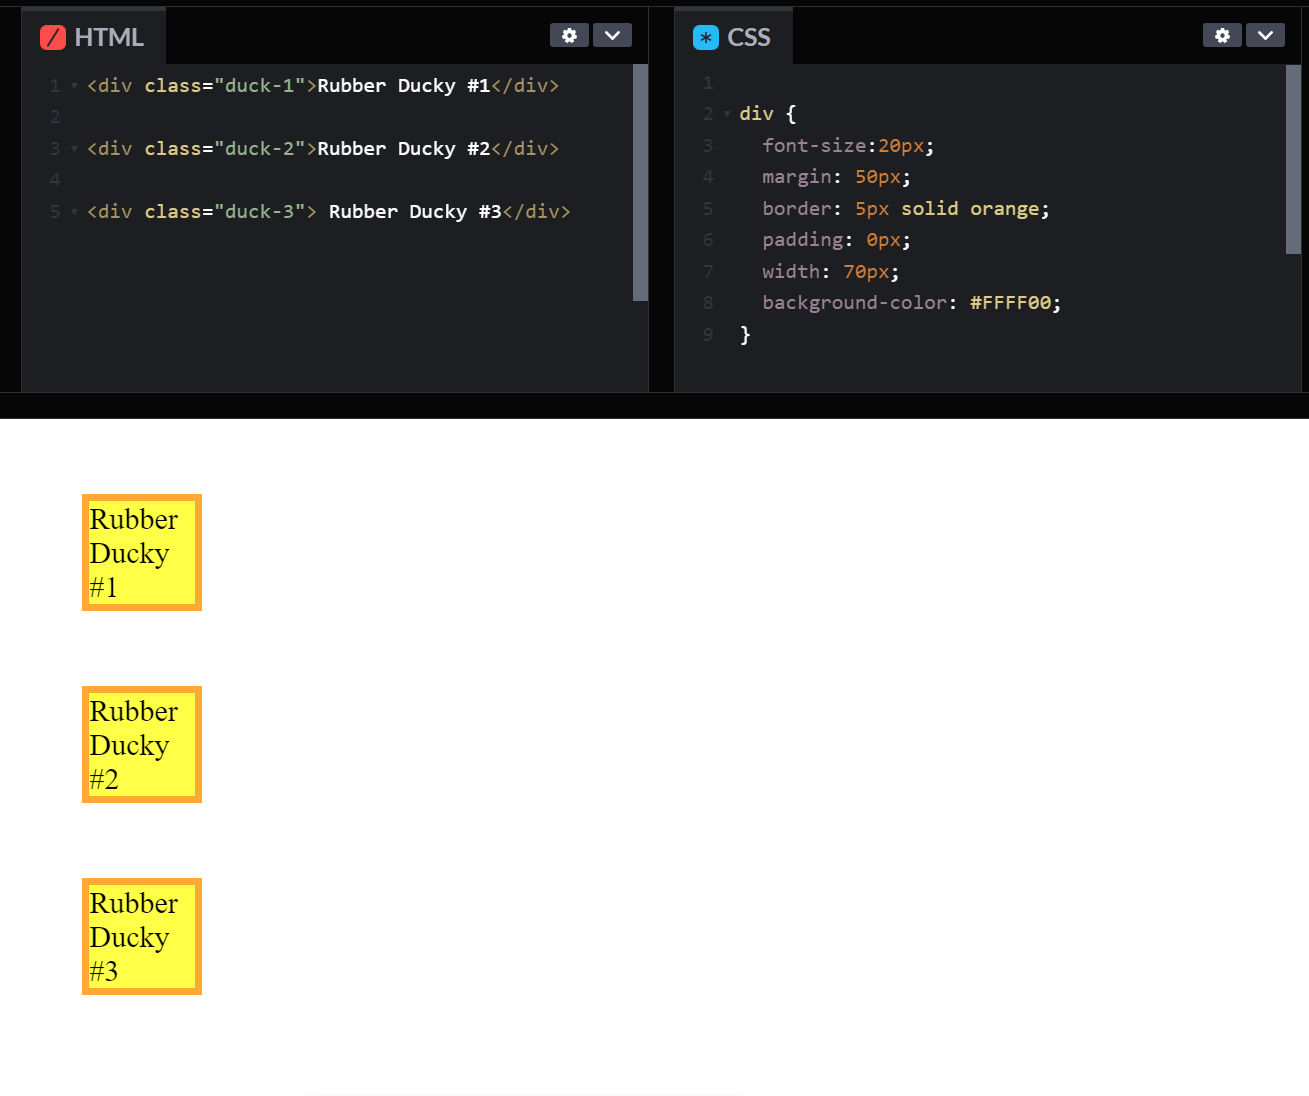 HTML
1 <div class="duck-1">Rubber Ducky #1</div>
2
3 <div class="duck-2">Rubber Ducky #2</div>
4
5 <div class="duck-3"> Rubber Ducky #3</div>
CSS
1
2 div {
3 font-size:20px;
4 margin: 50px;
5 border: 5px solid orange;
6 padding: 0px;
7 width: 70px;
8 background-color: #FFFF00;
9 }
Rubber
Ducky
#1
Rubber
Ducky
#2
Rubber
Ducky
#3